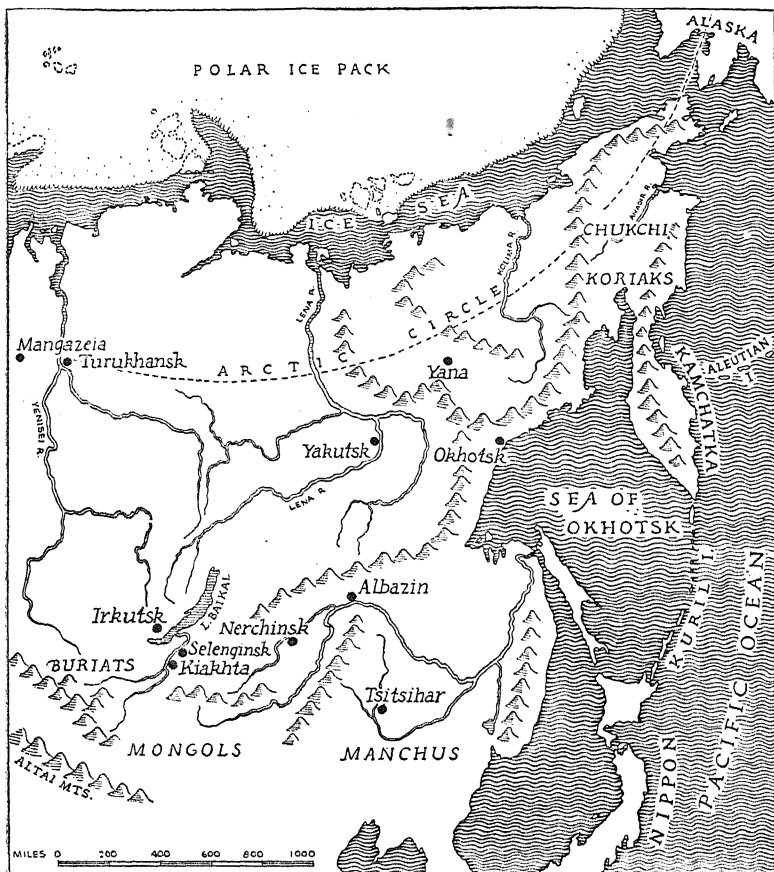 ALASKA
POLAR ICE PACK
ICE SEA
ANADIR R.
CHUKCHI
KOLIMA R.
KORIAKS
LENA R.
ARCTIC CIRCLE
Mangazeia
Turukhansk
Yana
ALEUTIAN I.
KAMCHATKA
YENISEI R.
Yakutsk
Okhotsk
LENA R.
SEA OF
OKHOTSK
Albazin
L. BAIKAL
Irkutsk
Nerchinsk
KURIL I.
PACIFIC OCEAN
Selenginsk
BURIATS
Kiakhta
Tsitsihar
MONGOLS
MANCHUS
ALTAI MTS.
NIPPON
MILES 0 200 400 600 800 1000